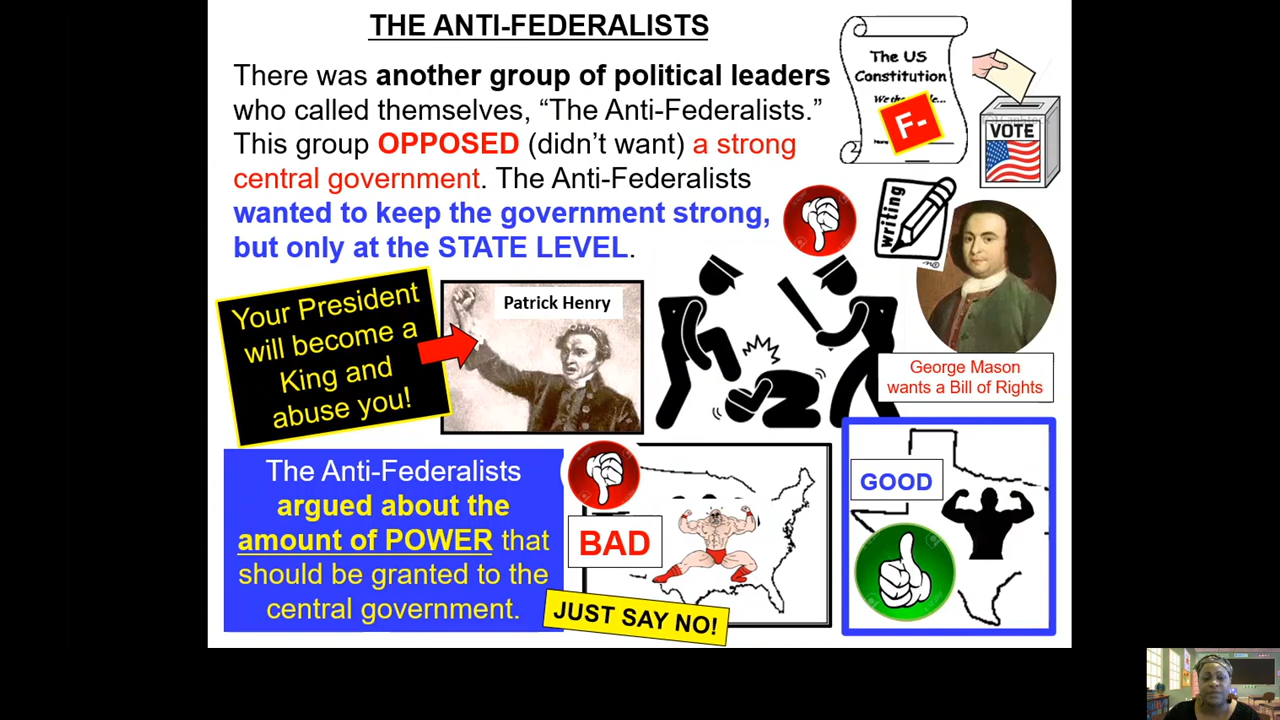 THE ANTI-FEDERALISTS
There was another group of political leaders
who called themselves, “The Anti-Federalists.”
This group OPPOSED (didn’t want) a strong
central government. The Anti-Federalists
wanted to keep the government strong,
but only at the STATE LEVEL.
The US
Constitution
We the
F-
VOTE
writing
Your President
will become a
King and
abuse you!
Patrick Henry
George Mason
wants a Bill of Rights
The Anti-Federalists
argued about the
amount of POWER that
should be granted to the
central government.
BAD
JUST SAY NO!
GOOD